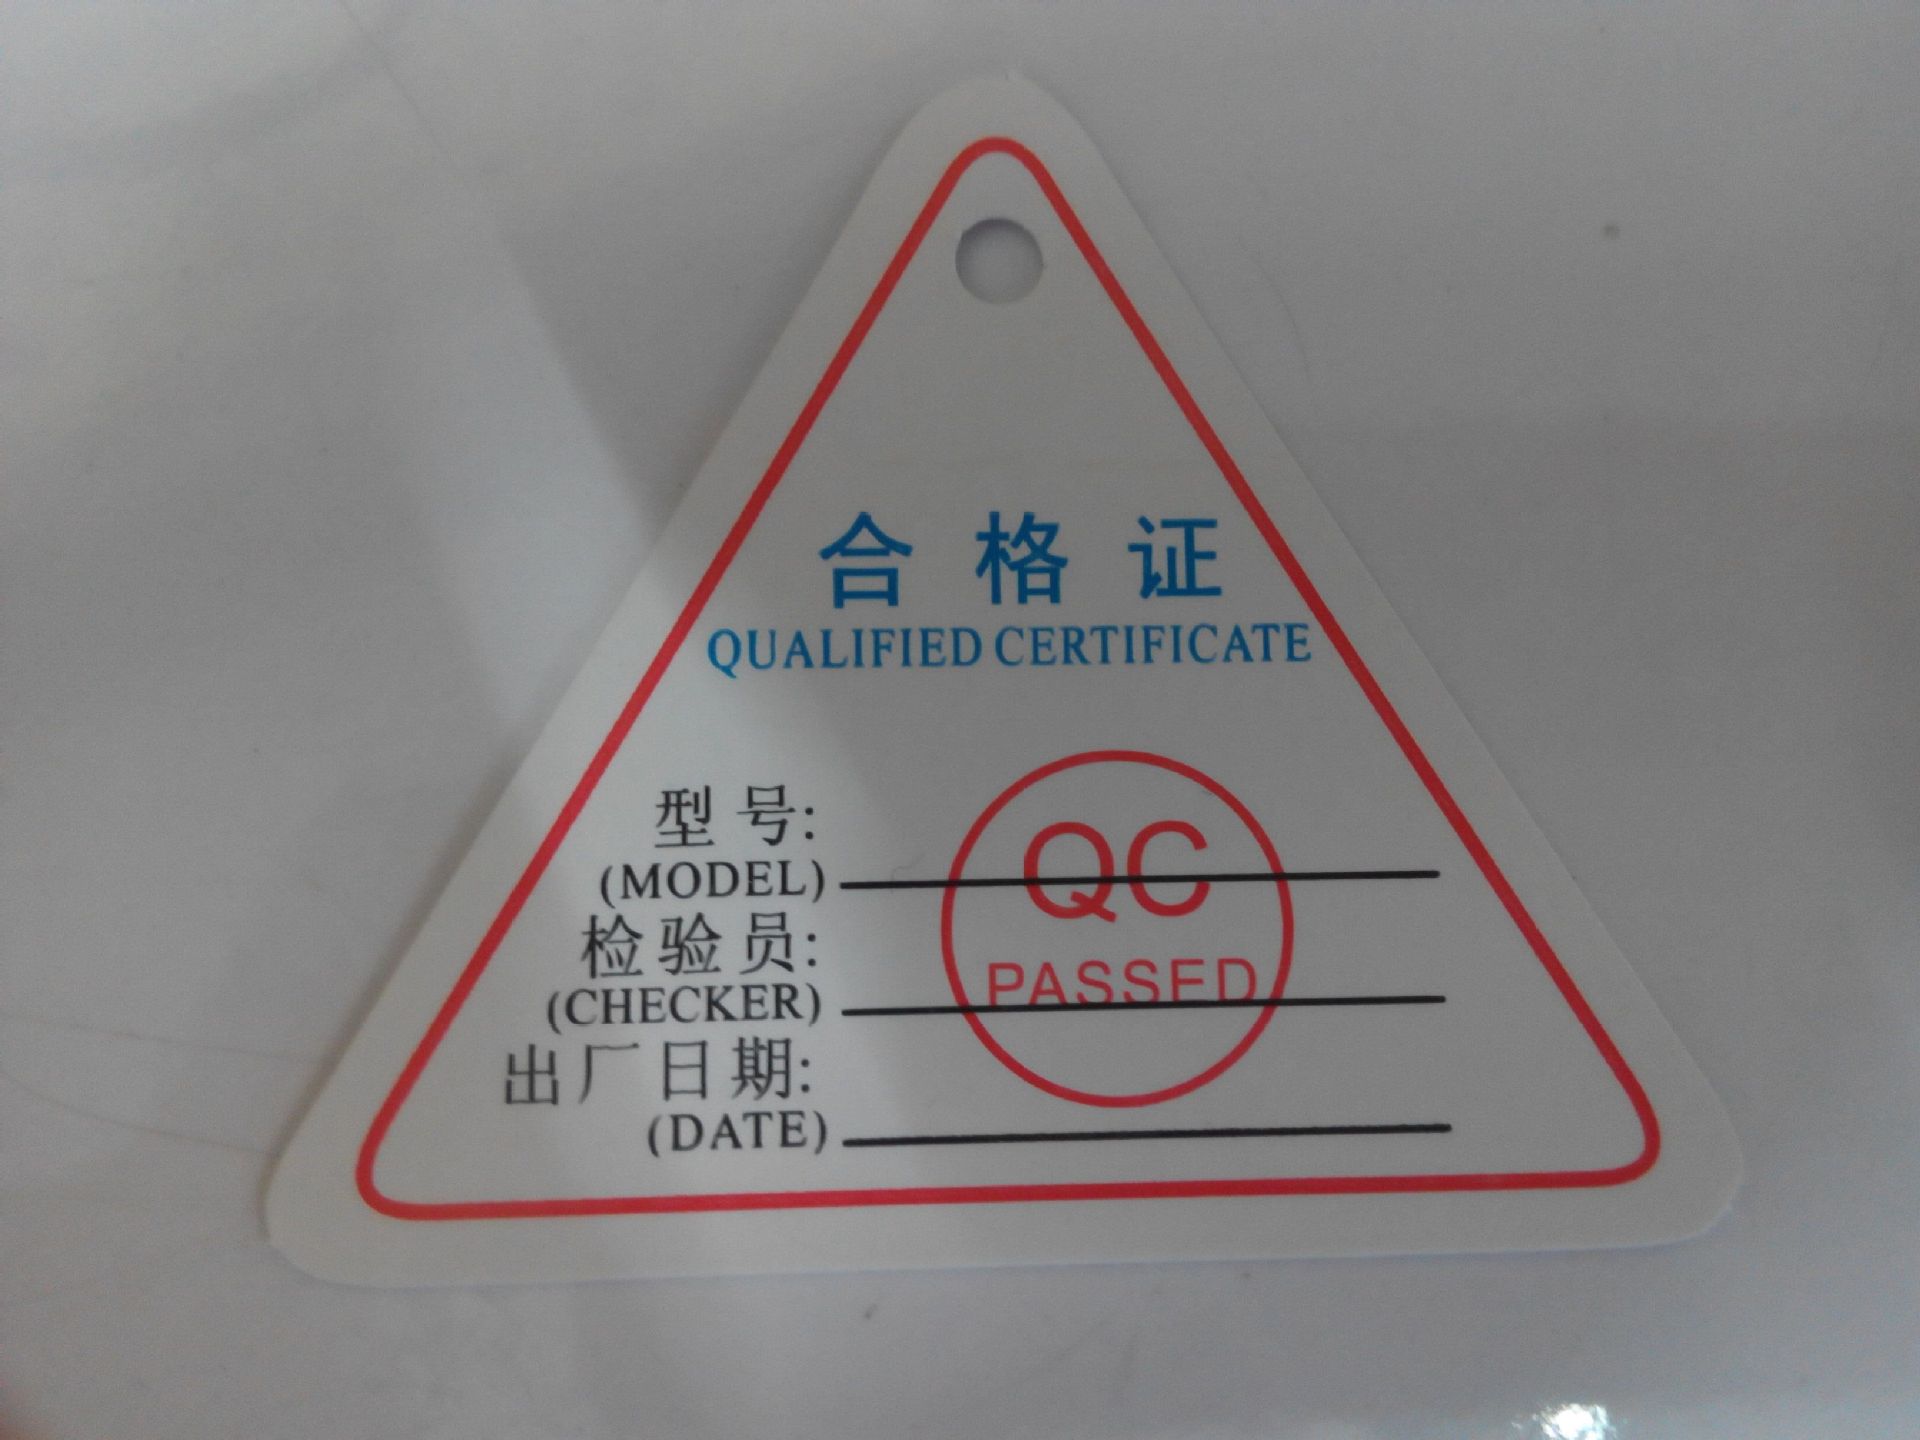 合格证
QUALIFIED CERTIFICATE
型号:
(MODEL)
QC
检验员:
(CHECKER)
PASSED
出厂日期:
(DATE)